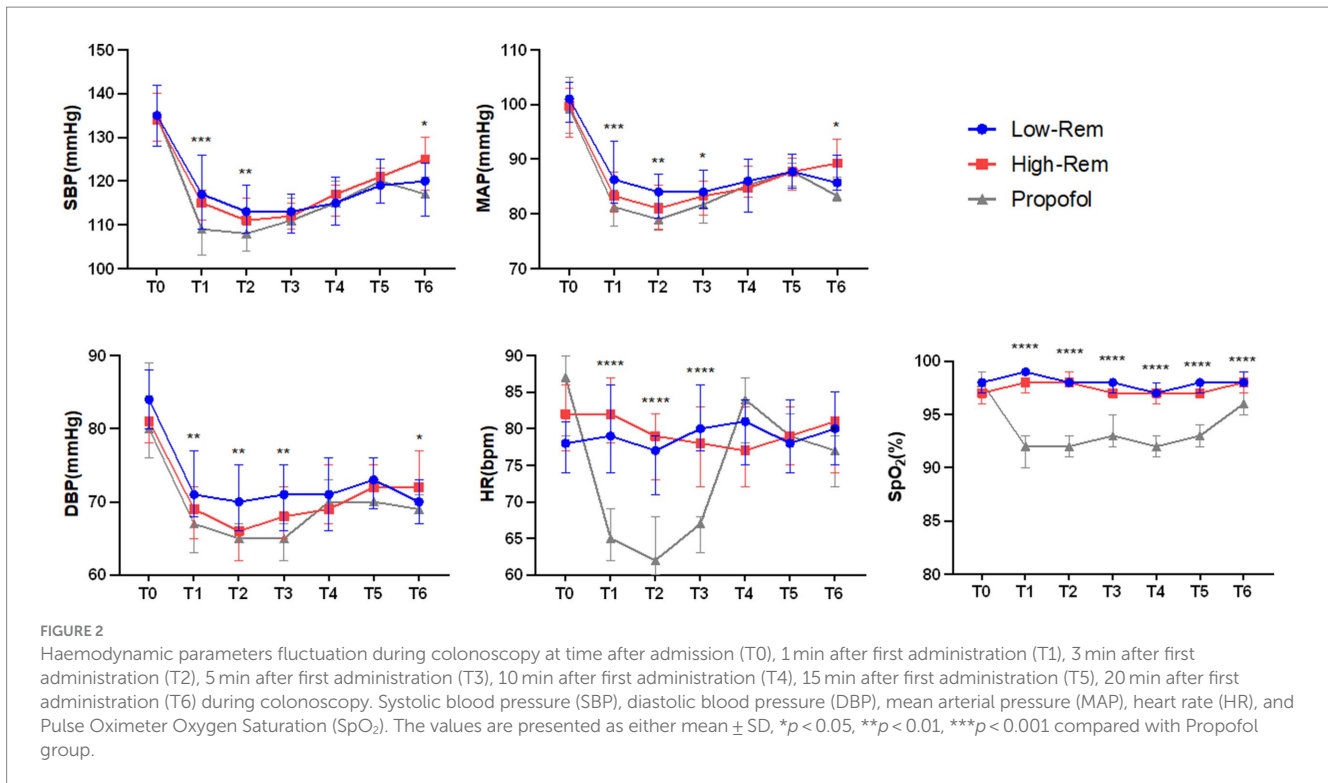 150
140
130
120
110
100
SBP(mmHg)
***
**
*
T0 T1 T2 T3 T4 T5 T6
110
100
90
80
70
MAP(mmHg)
***
**
*
*
T0 T1 T2 T3 T4 T5 T6
Low-Rem
High-Rem
Propofol
90
80
70
60
DBP(mmHg)
**
**
**
*
T0 T1 T2 T3 T4 T5 T6
90
85
80
75
70
65
60
HR(bpm)
****
****
****
T0 T1 T2 T3 T4 T5 T6
100
95
90
85
80
SpO₂(%)
****
****
****
****
****
****
T0 T1 T2 T3 T4 T5 T6
FIGURE 2
Haemodynamic parameters fluctuation during colonoscopy at time after admission (T0), 1 min after first administration (T1), 3 min after first
administration (T2), 5 min after first administration (T3), 10 min after first administration (T4), 15 min after first administration (T5), 20 min after first
administration (T6) during colonoscopy. Systolic blood pressure (SBP), diastolic blood pressure (DBP), mean arterial pressure (MAP), heart rate (HR), and
Pulse Oximeter Oxygen Saturation (SpO₂). The values are presented as either mean ± SD, *p < 0.05, **p < 0.01, ***p < 0.001 compared with Propofol
group.